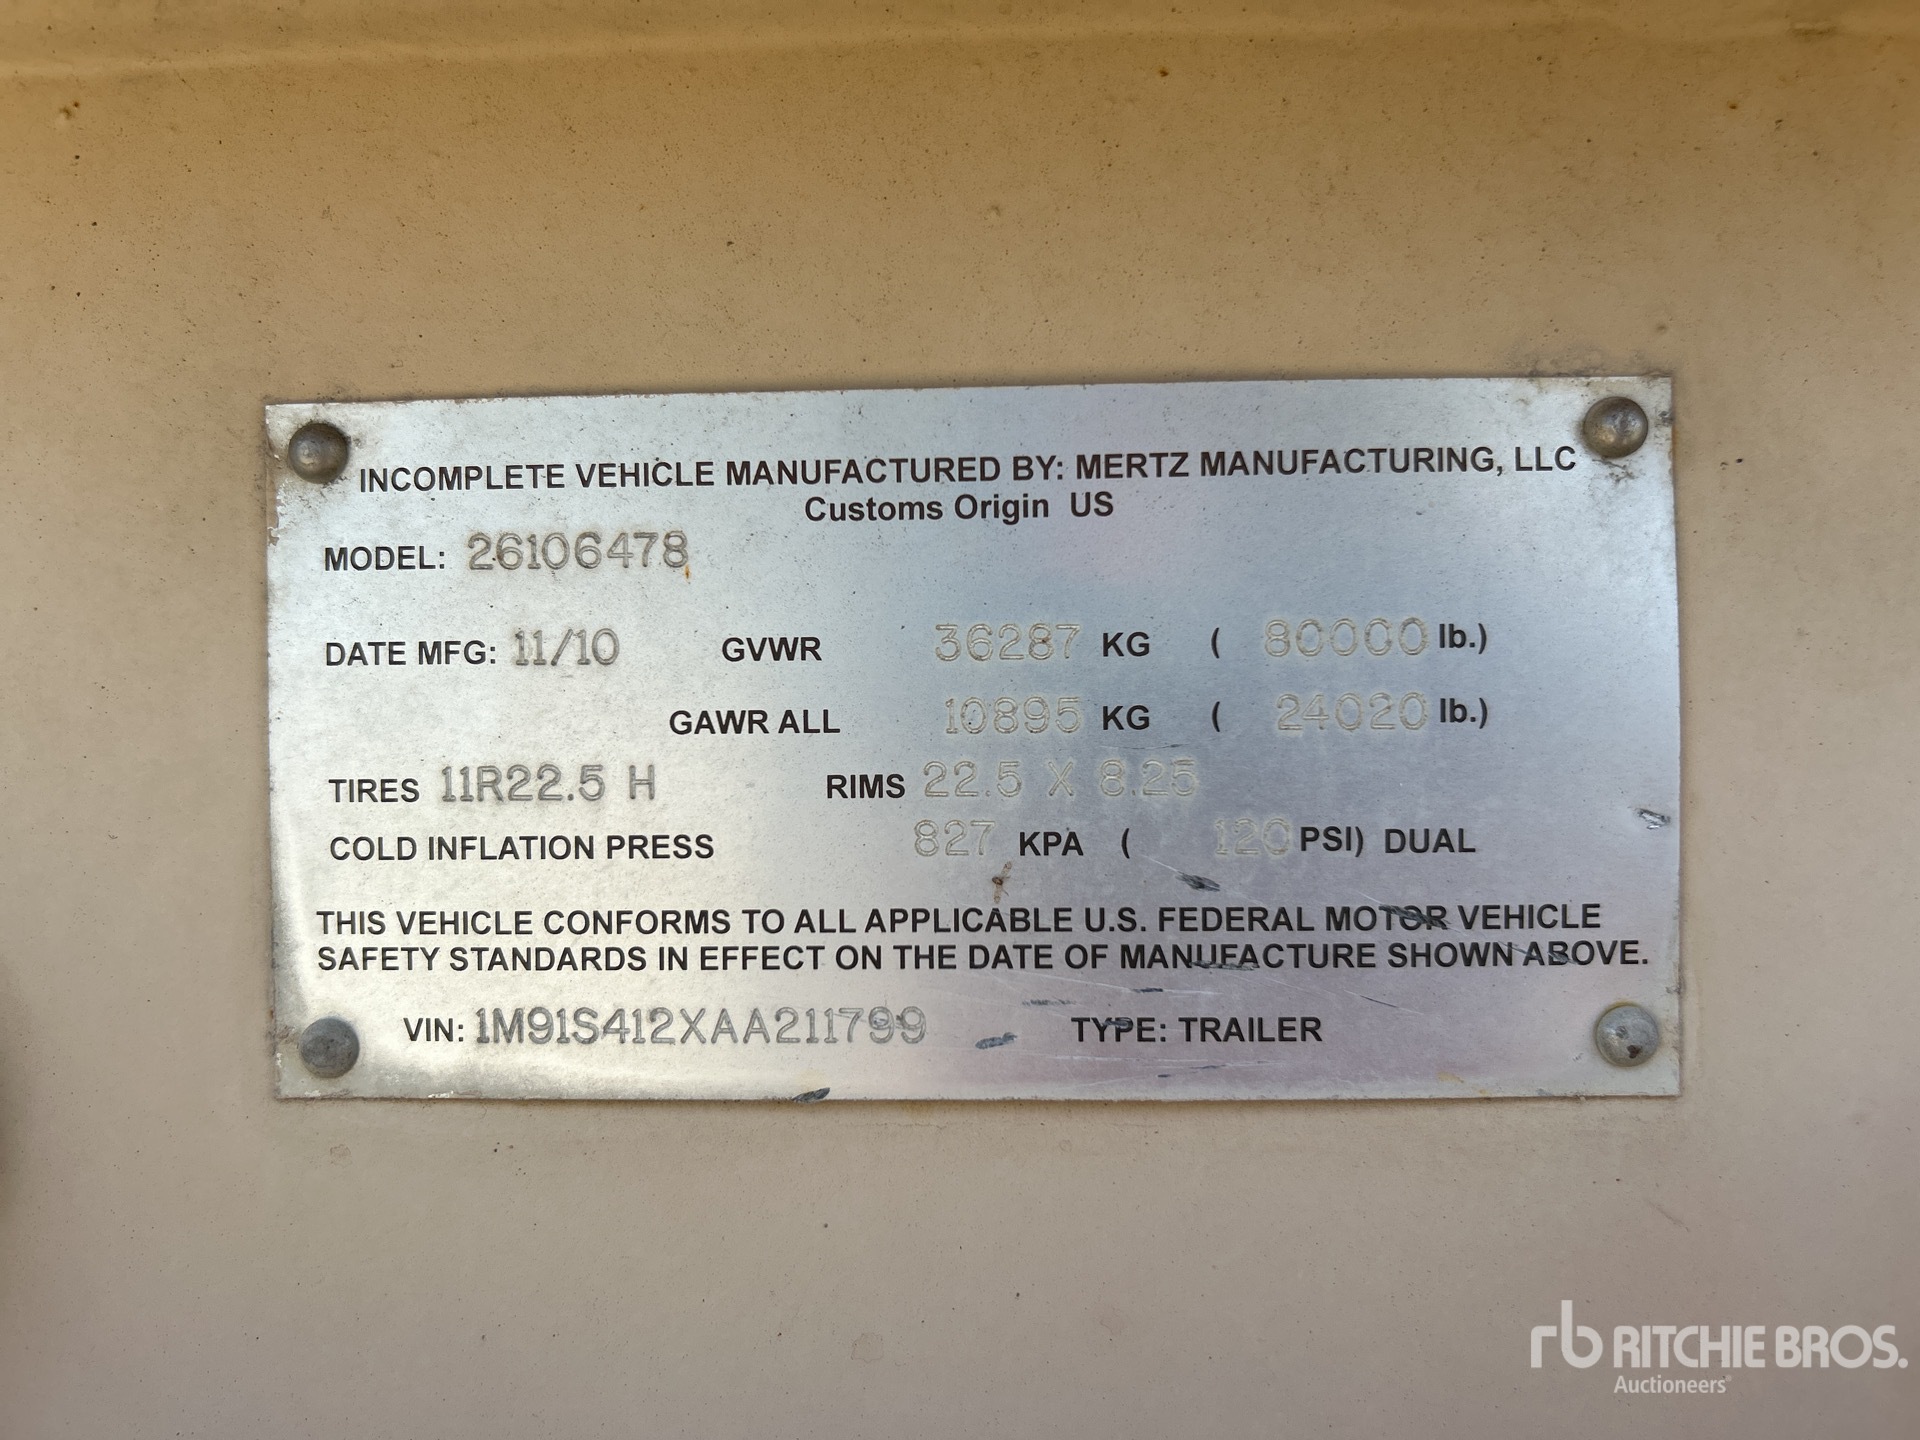 INCOMPLETE VEHICLE MANUFACTURED BY: MERTZ MANUFACTURING, LLC
Customs Origin US
MODEL: 26106478
DATE MFG: 11/10 GVWR 36287 KG ( 80000 lb.)
GAWR ALL 10895 KG ( 24020 lb.)
TIRES 11R22.5 H RIMS 22.5 X 8.25
COLD INFLATION PRESS 827 KPA ( 120 PSI) DUAL
THIS VEHICLE CONFORMS TO ALL APPLICABLE U.S. FEDERAL MOTOR VEHICLE
SAFETY STANDARDS IN EFFECT ON THE DATE OF MANUFACTURE SHOWN ABOVE.
VIN: 1M91S412XAA211799 TYPE: TRAILER
rb RITCHIE BROS.
Auctioneers